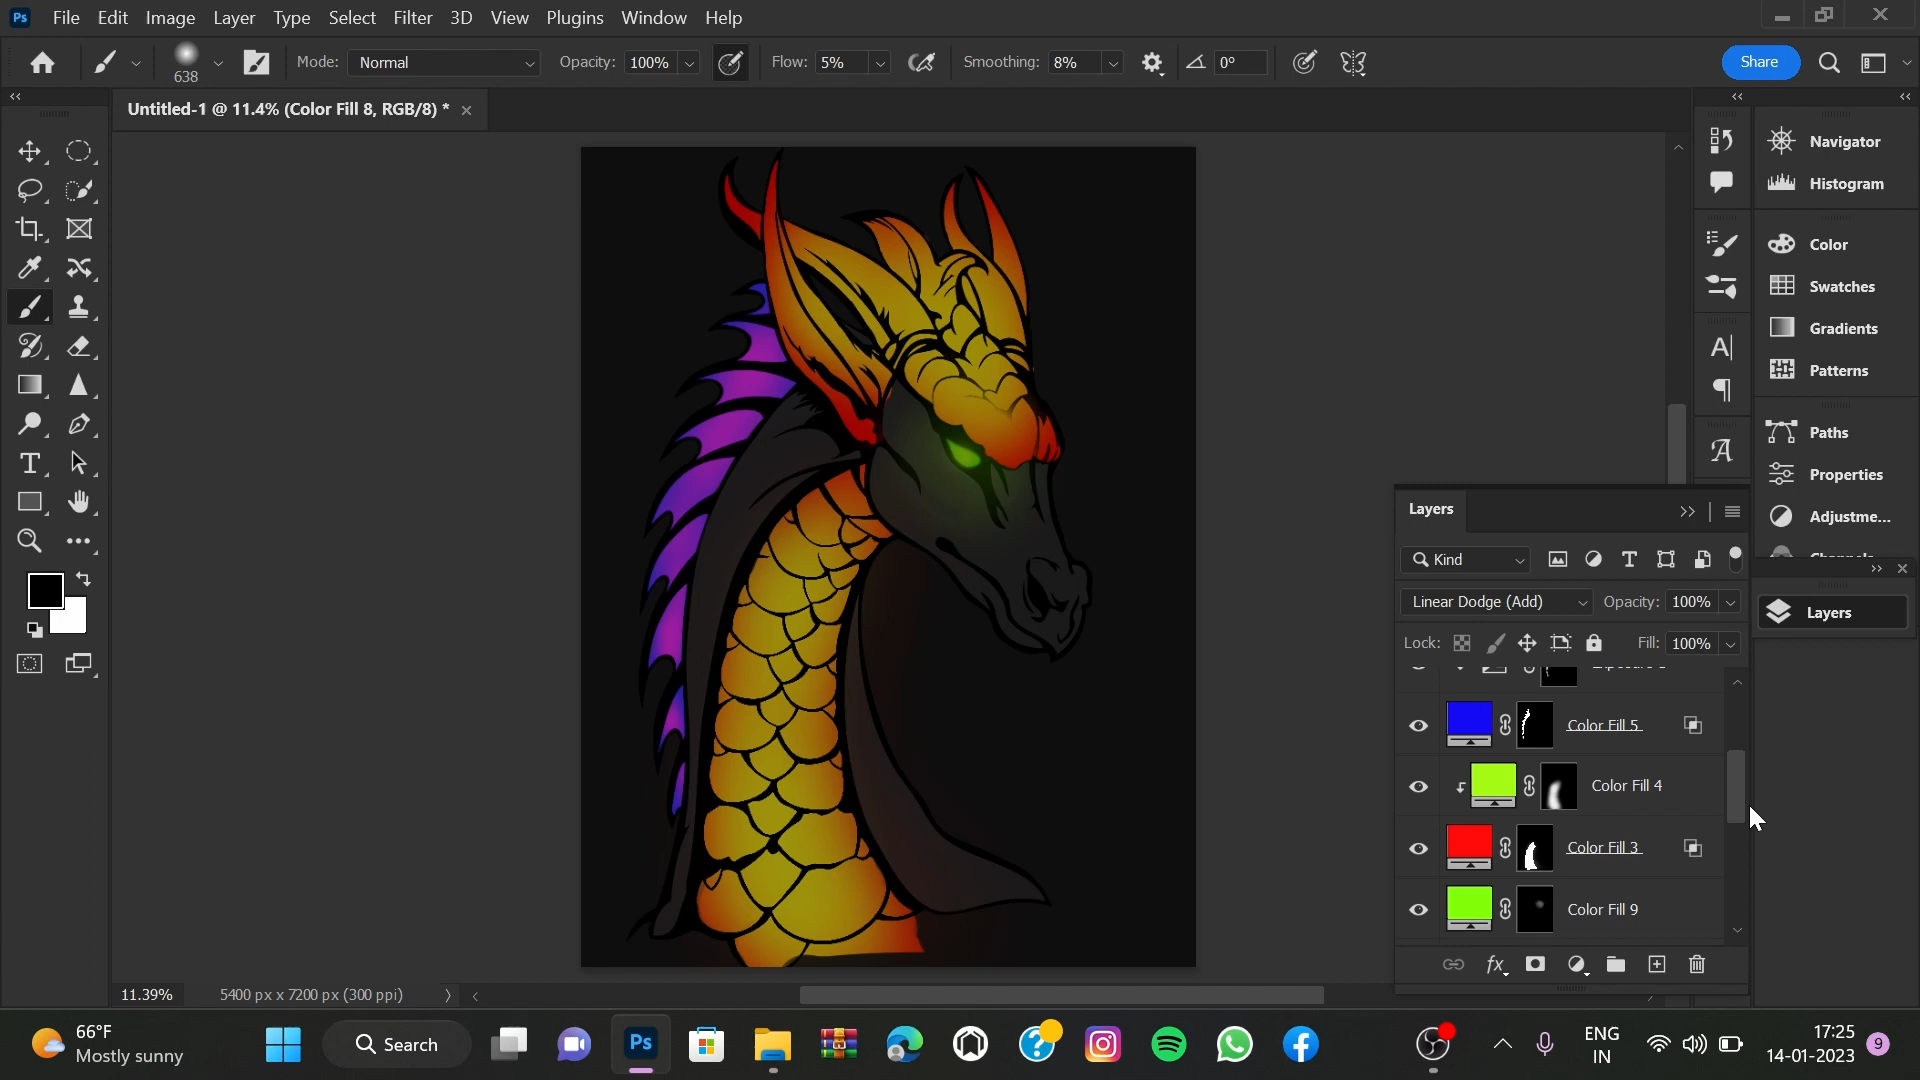 Ps File Edit Image Layer Type Select Filter 3D View Plugins Window Help
638 Mode: Normal Opacity: 100% Flow: 5% Smoothing: 8% 0° Share
Untitled-1 @ 11.4% (Color Fill 8, RGB/8) *
Navigator
Histogram
Color
Swatches
Gradients
Patterns
Paths
Properties
Adjustme...
Layers
Kind
Linear Dodge (Add) Opacity: 100%
Lock: Fill: 100%
Color Fill 5
Color Fill 4
Color Fill 3
Color Fill 9
fx
Layers
11.39% 5400 px x 7200 px (300 ppi)
66°F
Mostly sunny
Search
Ps
ENG
IN
17:25
14-01-2023
9